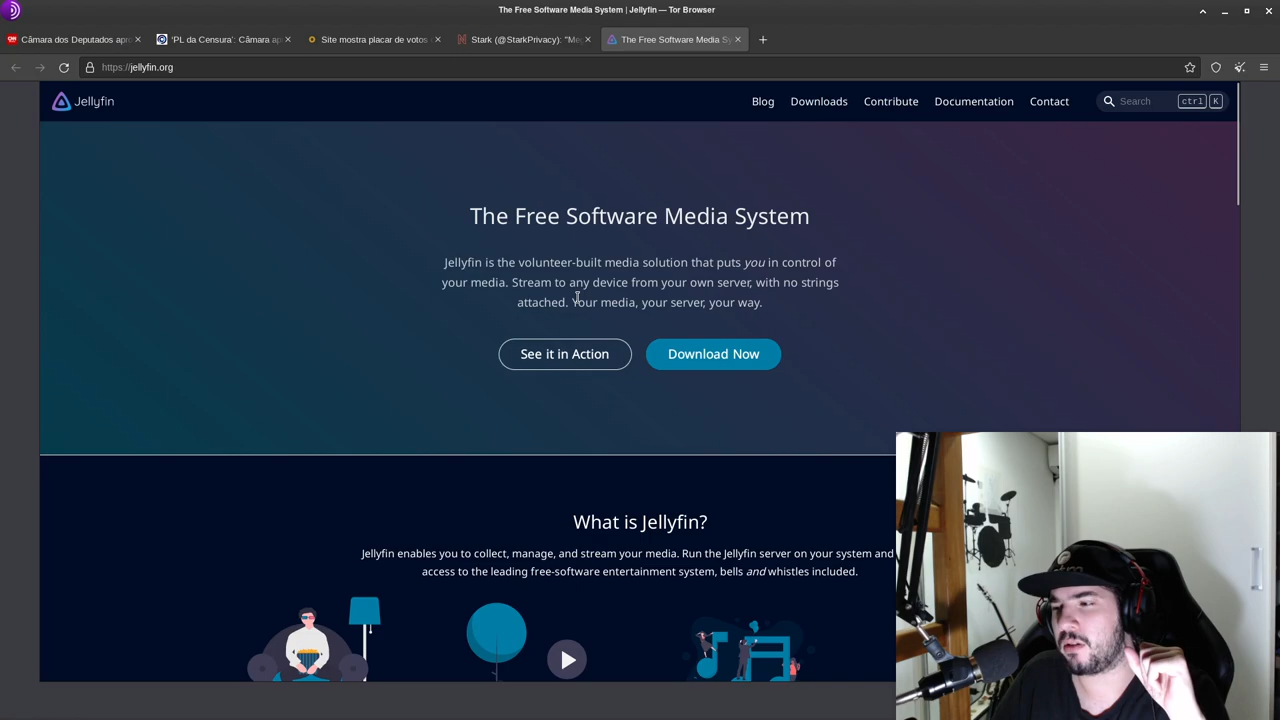 The Free Software Media System | Jellyfin — Tor Browser
Câmara dos Deputados apr
'PL da Censura': Câmara ap
Site mostra placar de votos
Stark (@StarkPrivacy): "Me
The Free Software Media Sy
https://jellyfin.org
Jellyfin
Blog
Downloads
Contribute
Documentation
Contact
Search
ctrl
K
The Free Software Media System
Jellyfin is the volunteer-built media solution that puts you in control of
your media. Stream to any device from your own server, with no strings
attached. Your media, your server, your way.
See it in Action
Download Now
What is Jellyfin?
Jellyfin enables you to collect, manage, and stream your media. Run the Jellyfin server on your system and
access to the leading free-software entertainment system, bells and whistles included.